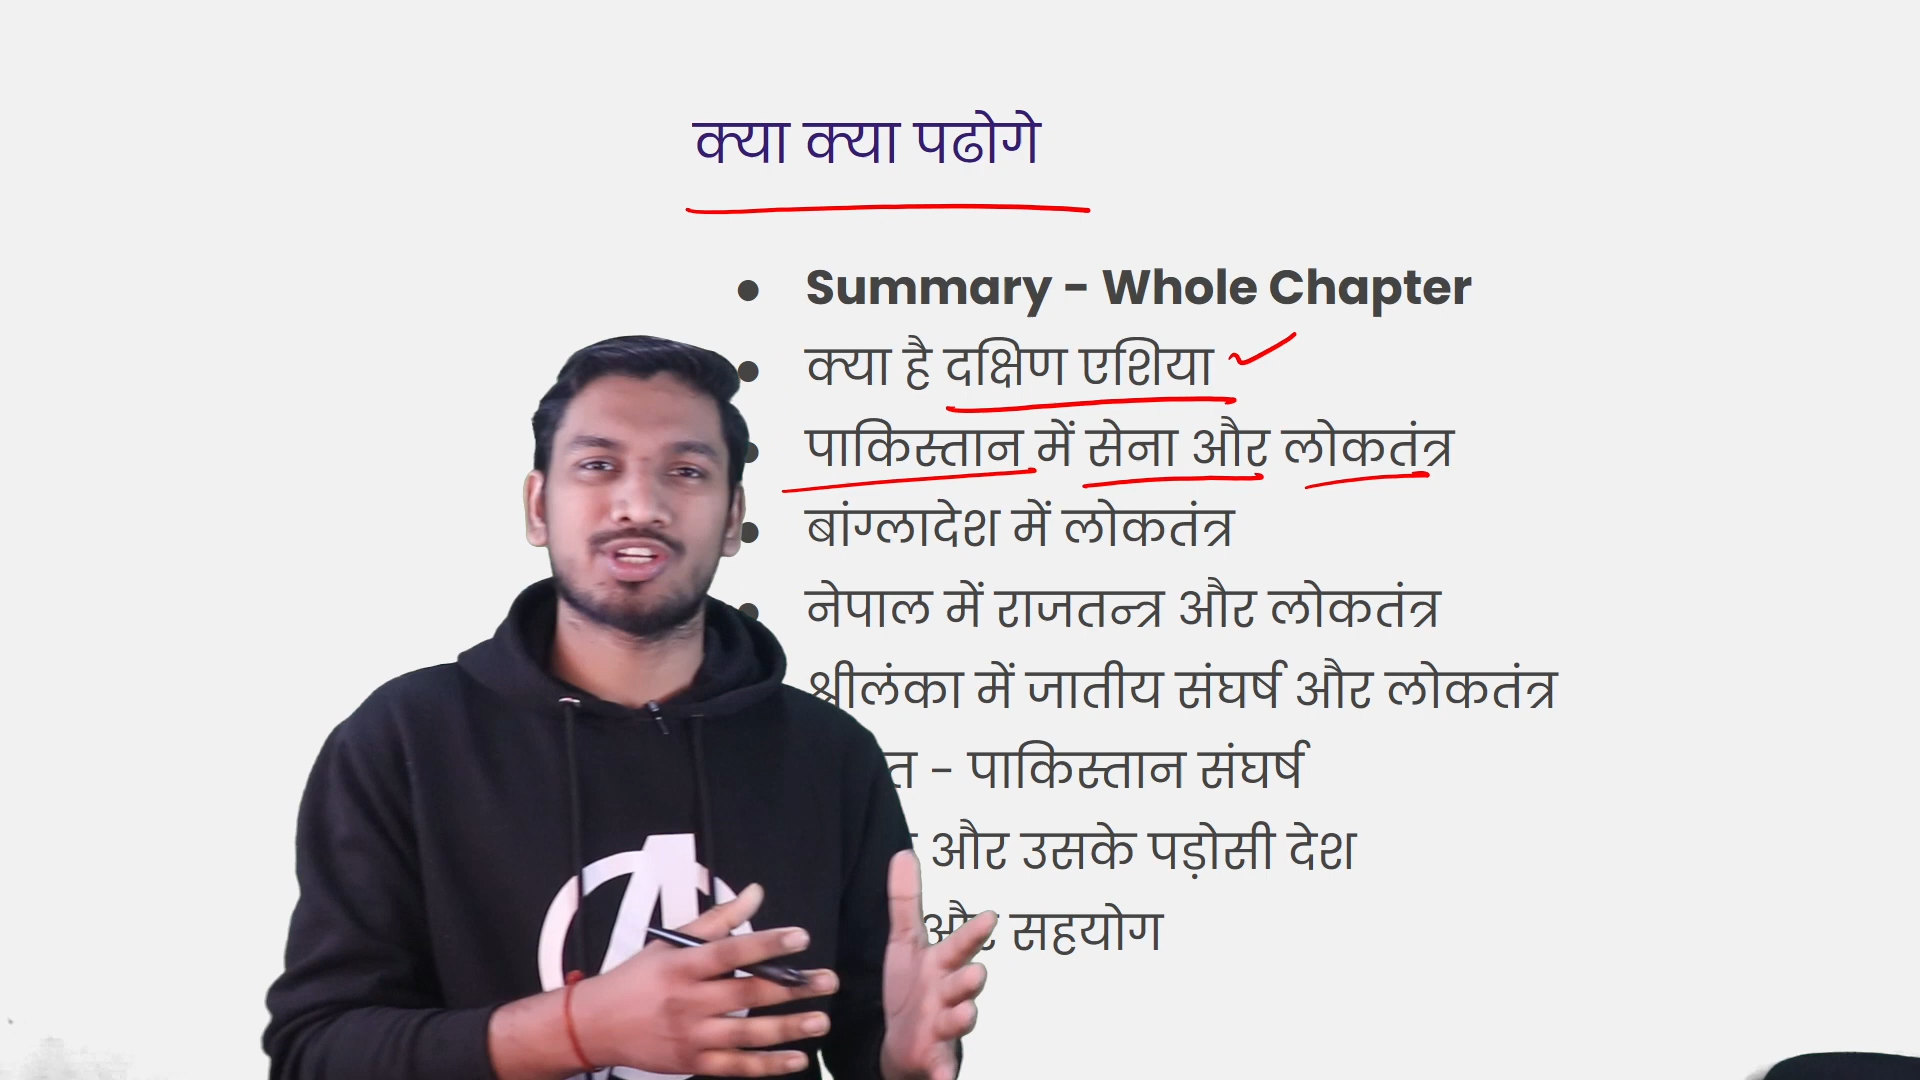 क्या क्या पढोगे
Summary - Whole Chapter
क्या है दक्षिण एशिया
पाकिस्तान में सेना और लोकतंत्र
बांग्लादेश में लोकतंत्र
नेपाल में राजतन्त्र और लोकतंत्र
श्रीलंका में जातीय संघर्ष और लोकतंत्र
- पाकिस्तान संघर्ष
और उसके पड़ोसी देश
और सहयोग